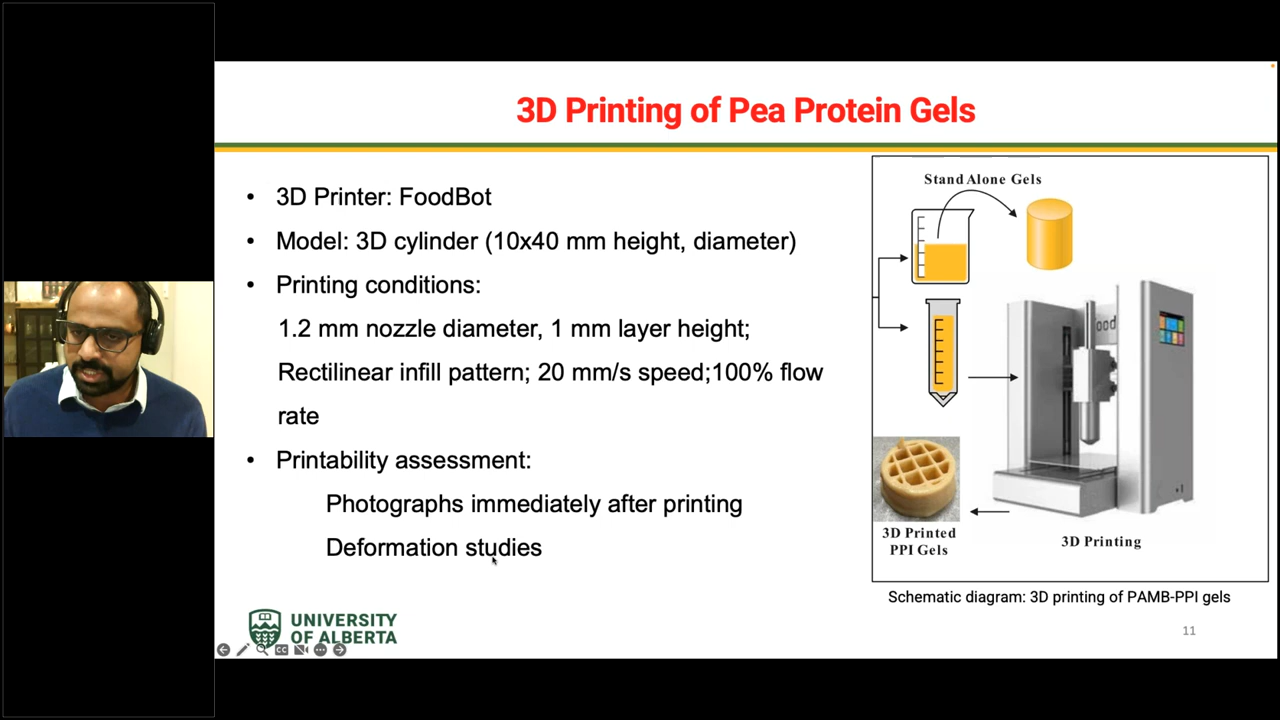 3D Printing of Pea Protein Gels
• 3D Printer: FoodBot
• Model: 3D cylinder (10x40 mm height, diameter)
• Printing conditions:
1.2 mm nozzle diameter, 1 mm layer height;
Rectilinear infill pattern; 20 mm/s speed;100% flow
rate
• Printability assessment:
Photographs immediately after printing
Deformation studies
Stand Alone Gels
ood
3D Printed
PPI Gels
3D Printing
Schematic diagram: 3D printing of PAMB-PPI gels
UNIVERSITY
OF ALBERTA
CC
11